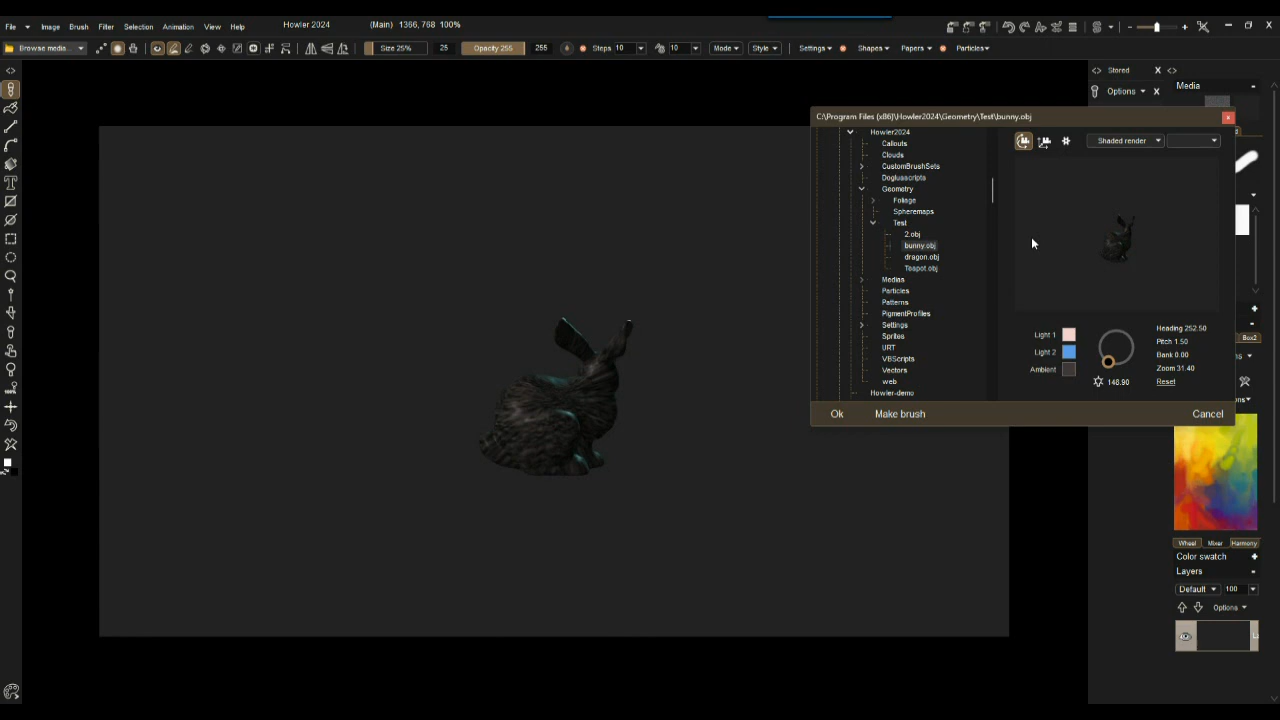 File Image Brush Filter Selection Animation View Help Howler 2024 (Main) 1366, 768 100%
Browse media... Size 25% 25 Opacity 255 255 Steps 10 10 Mode Style Settings Shapes Papers Particles
Stored
Options
Media
C:\Program Files (x86)\Howler2024\Geometry\Test\bunny.obj
Howler2024
Callouts
Clouds
CustomBrushSets
Dogluascripts
Geometry
Foliage
Spheremaps
Test
2.obj
bunny.obj
dragon.obj
Teapot.obj
Medias
Particles
Patterns
PigmentProfiles
Settings
Sprites
URT
VBScripts
Vectors
web
Howler-demo
Shaded render
Light 1
Light 2
Ambient
148.90
Heading 252.50
Pitch 1.50
Bank 0.00
Zoom 31.40
Reset
Ok Make brush Cancel
Box2
Wheel Mixer Harmony
Color swatch
Layers
Default 100
Options